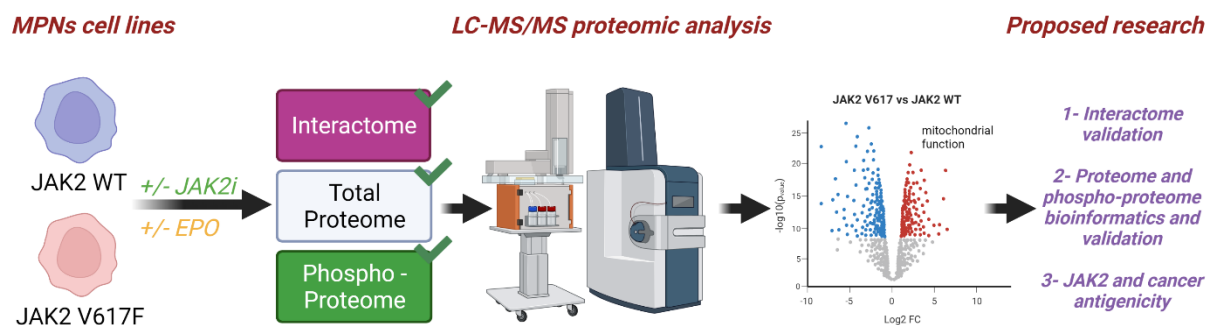 MPNs cell lines
LC-MS/MS proteomic analysis
Proposed research
JAK2 WT
JAK2 V617F
+/- JAK2i
+/- EPO
Interactome
Total
Proteome
Phospho -
Proteome
JAK2 V617 vs JAK2 WT
mitochondrial
function
-log10(pvalue)
25
20
15
10
10
5
0
-10
-5
0
5
10
Log2 FC
1- Interactome
validation
2- Proteome and
phospho-proteome
bioinformatics and
validation
3- JAK2 and cancer
antigenicity